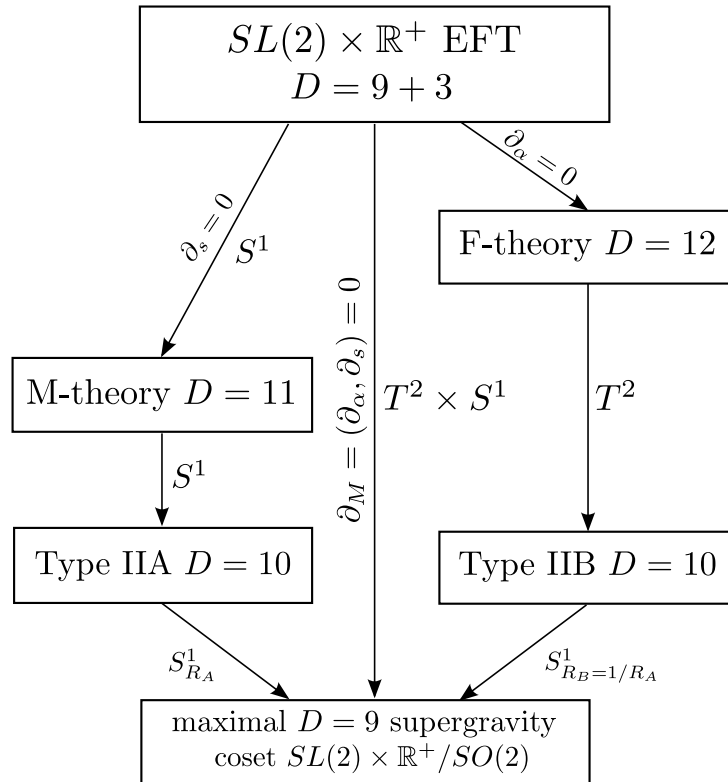 SL(2) × ℝ⁺ EFT
D = 9 + 3
∂ₛ = 0
S¹
∂_α = 0
F-theory D = 12
∂_M = (∂_α, ∂ₛ) = 0
T² × S¹
M-theory D = 11
T²
S¹
Type IIA D = 10
Type IIB D = 10
S¹_{R_A}
S¹_{R_B=1/R_A}
maximal D = 9 supergravity
coset SL(2) × ℝ⁺/SO(2)